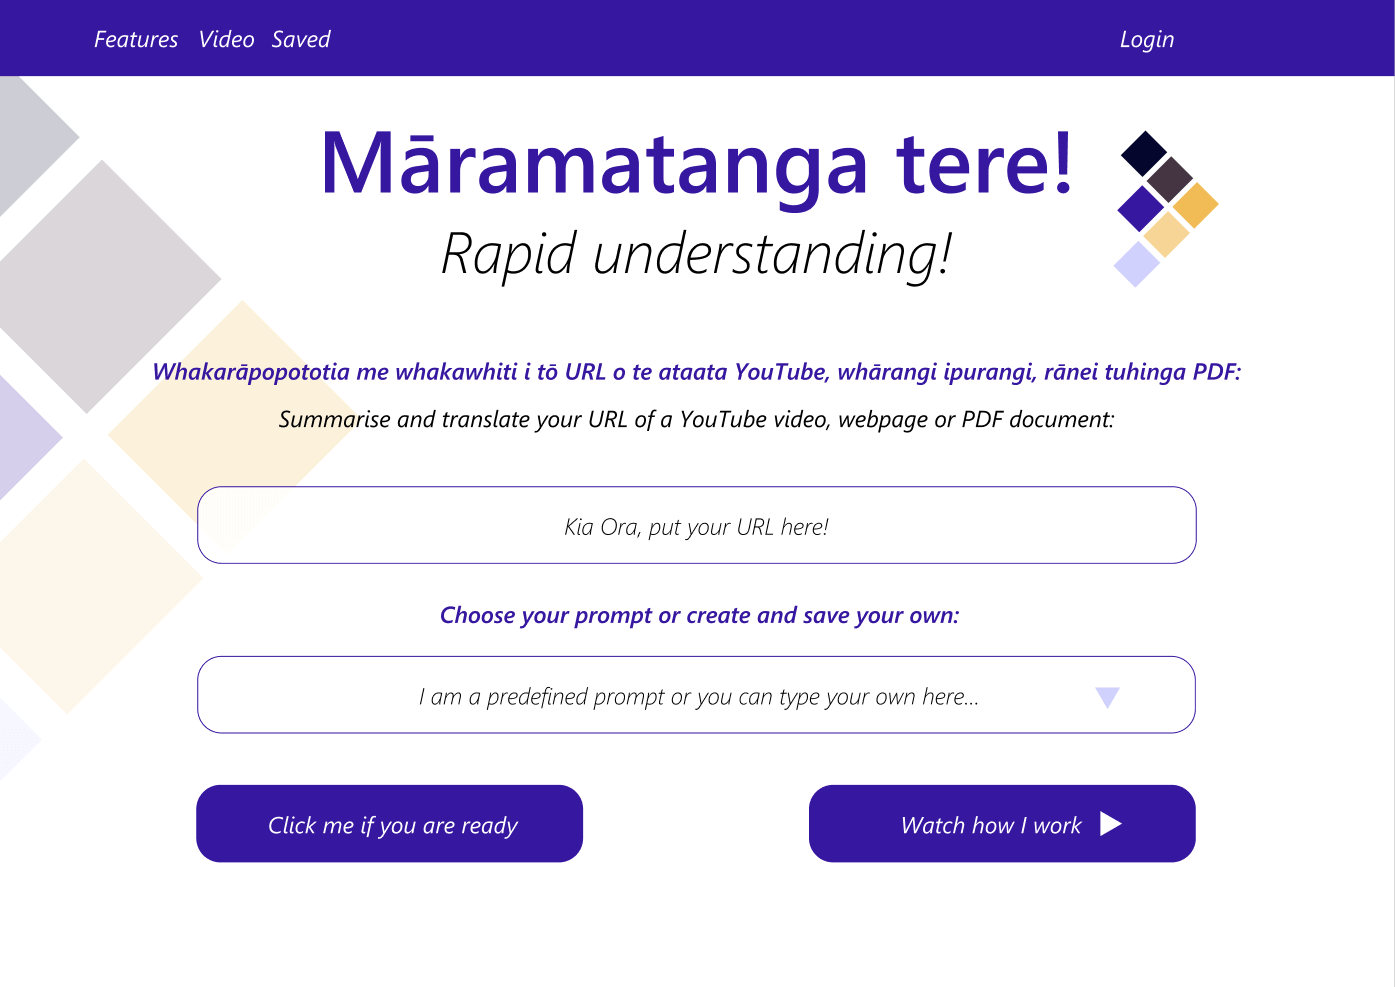 Features Video Saved Login
Māramatanga tere!
Rapid understanding!
Whakarāpopototia me whakawhiti i tō URL o te ataata YouTube, whārangi ipurangi, rānei tuhinga PDF:
Summarise and translate your URL of a YouTube video, webpage or PDF document:
Kia Ora, put your URL here!
Choose your prompt or create and save your own:
I am a predefined prompt or you can type your own here...
Click me if you are ready
Watch how I work